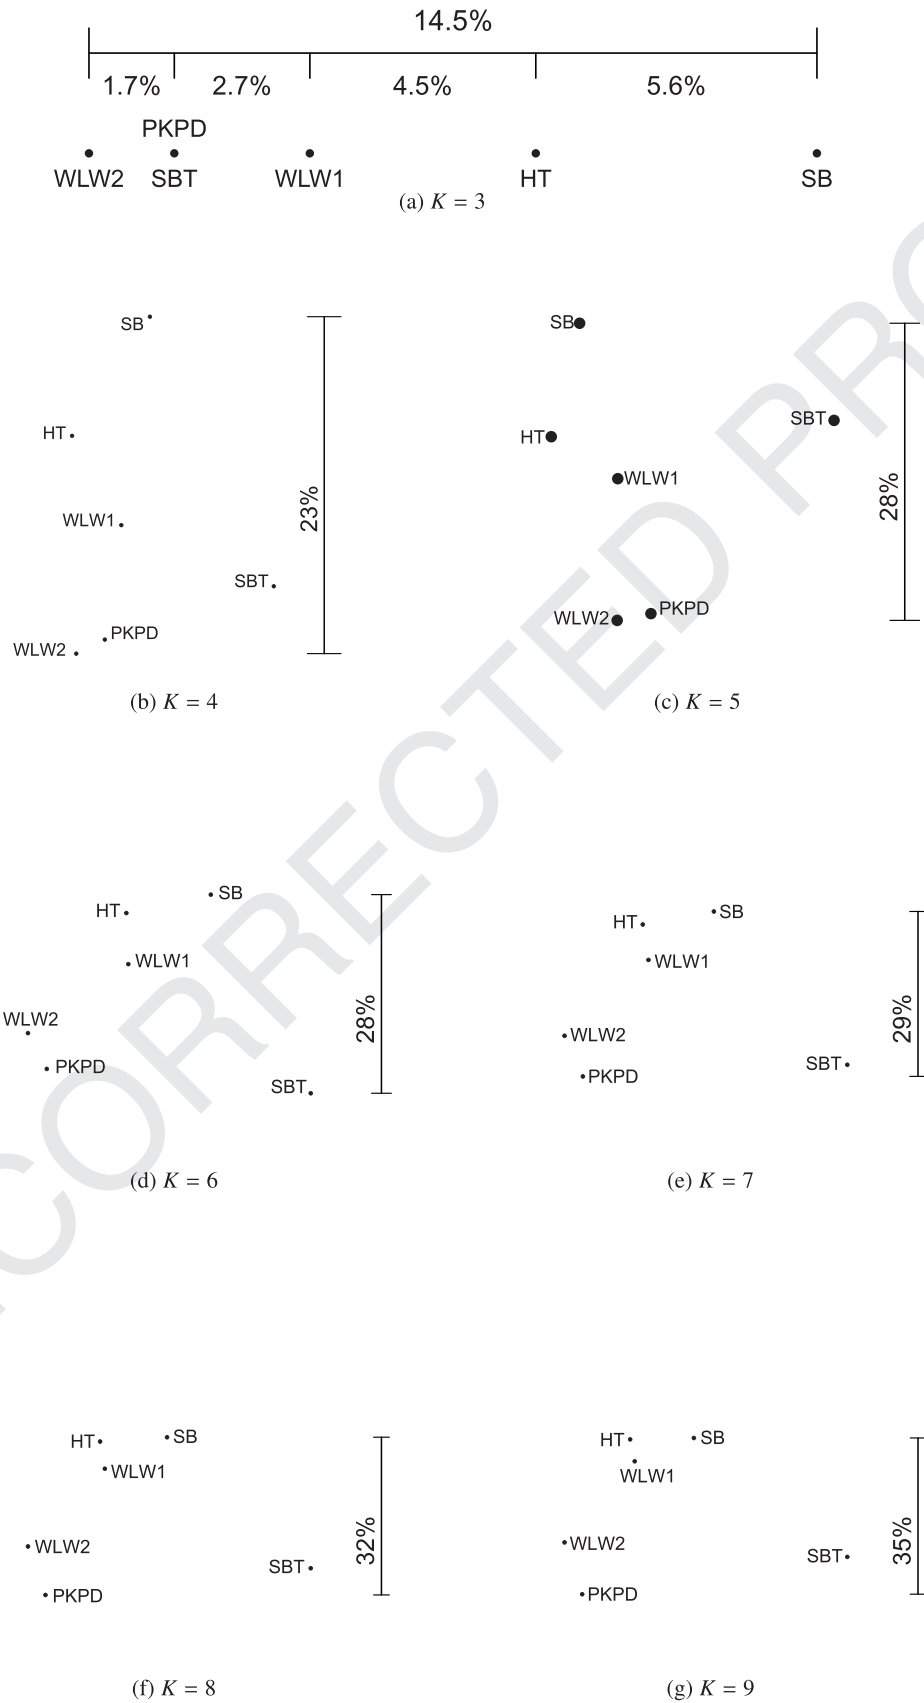 14.5%
1.7% 2.7% 4.5% 5.6%
PKPD
WLW2 SBT WLW1 HT SB
(a) K = 3
SB
HT
WLW1
SBT
PKPD
WLW2
23%
(b) K = 4
SB
SBT
HT
WLW1
PKPD
WLW2
28%
(c) K = 5
SB
HT
WLW1
WLW2
PKPD
SBT
28%
(d) K = 6
SB
HT
WLW1
WLW2
SBT
PKPD
29%
(e) K = 7
HT SB
WLW1
WLW2
SBT
PKPD
32%
(f) K = 8
HT SB
WLW1
WLW2
SBT
PKPD
35%
(g) K = 9
CORRECTED PRO